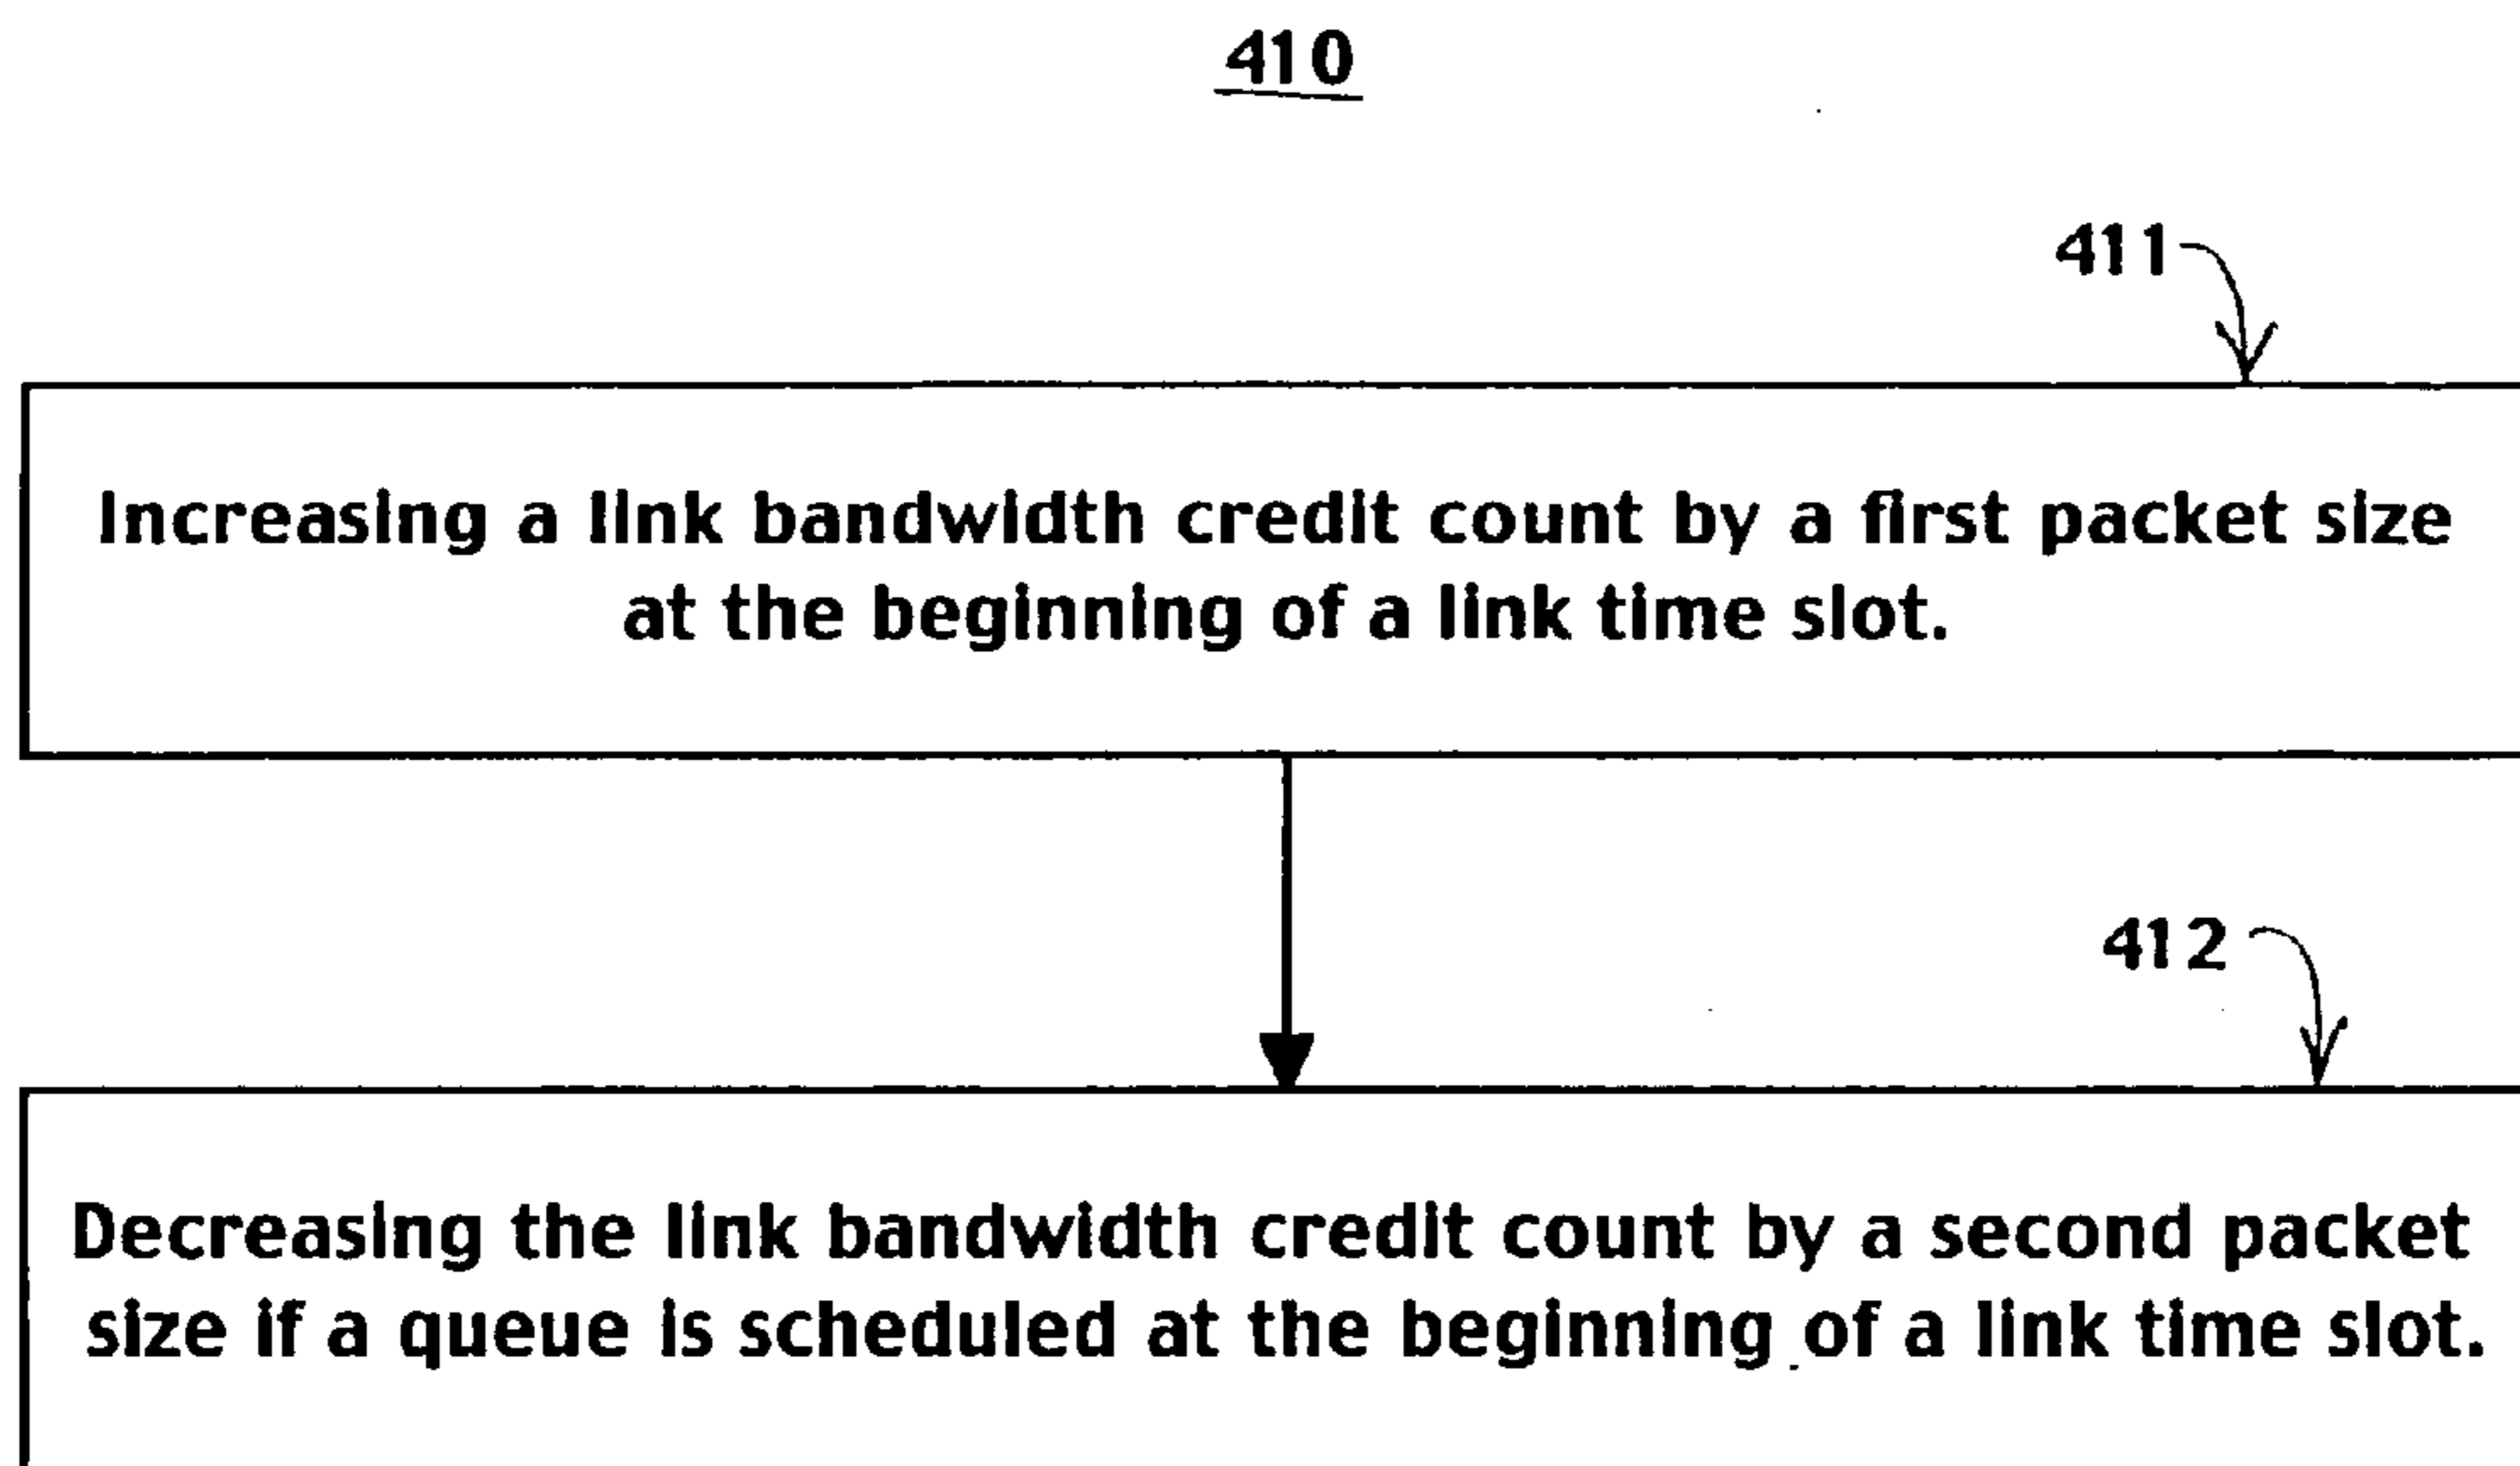 410
411
Increasing a link bandwidth credit count by a first packet size
at the beginning of a link time slot.
412
Decreasing the link bandwidth credit count by a second packet
size if a queue is scheduled at the beginning of a link time slot.